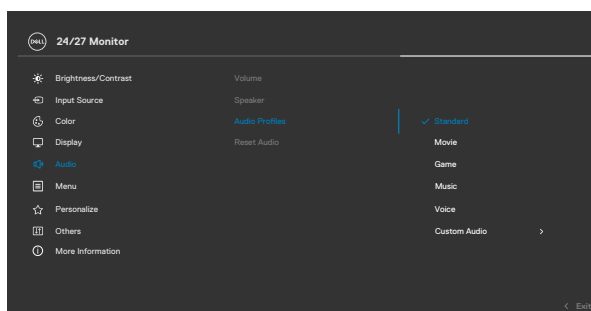 DELL 24/27 Monitor
Brightness/Contrast Volume
Input Source Speaker
Color Audio Profiles Standard
Display Reset Audio Movie
Audio Game
Menu Music
Personalize Voice
Others Custom Audio >
More Information
< Exit